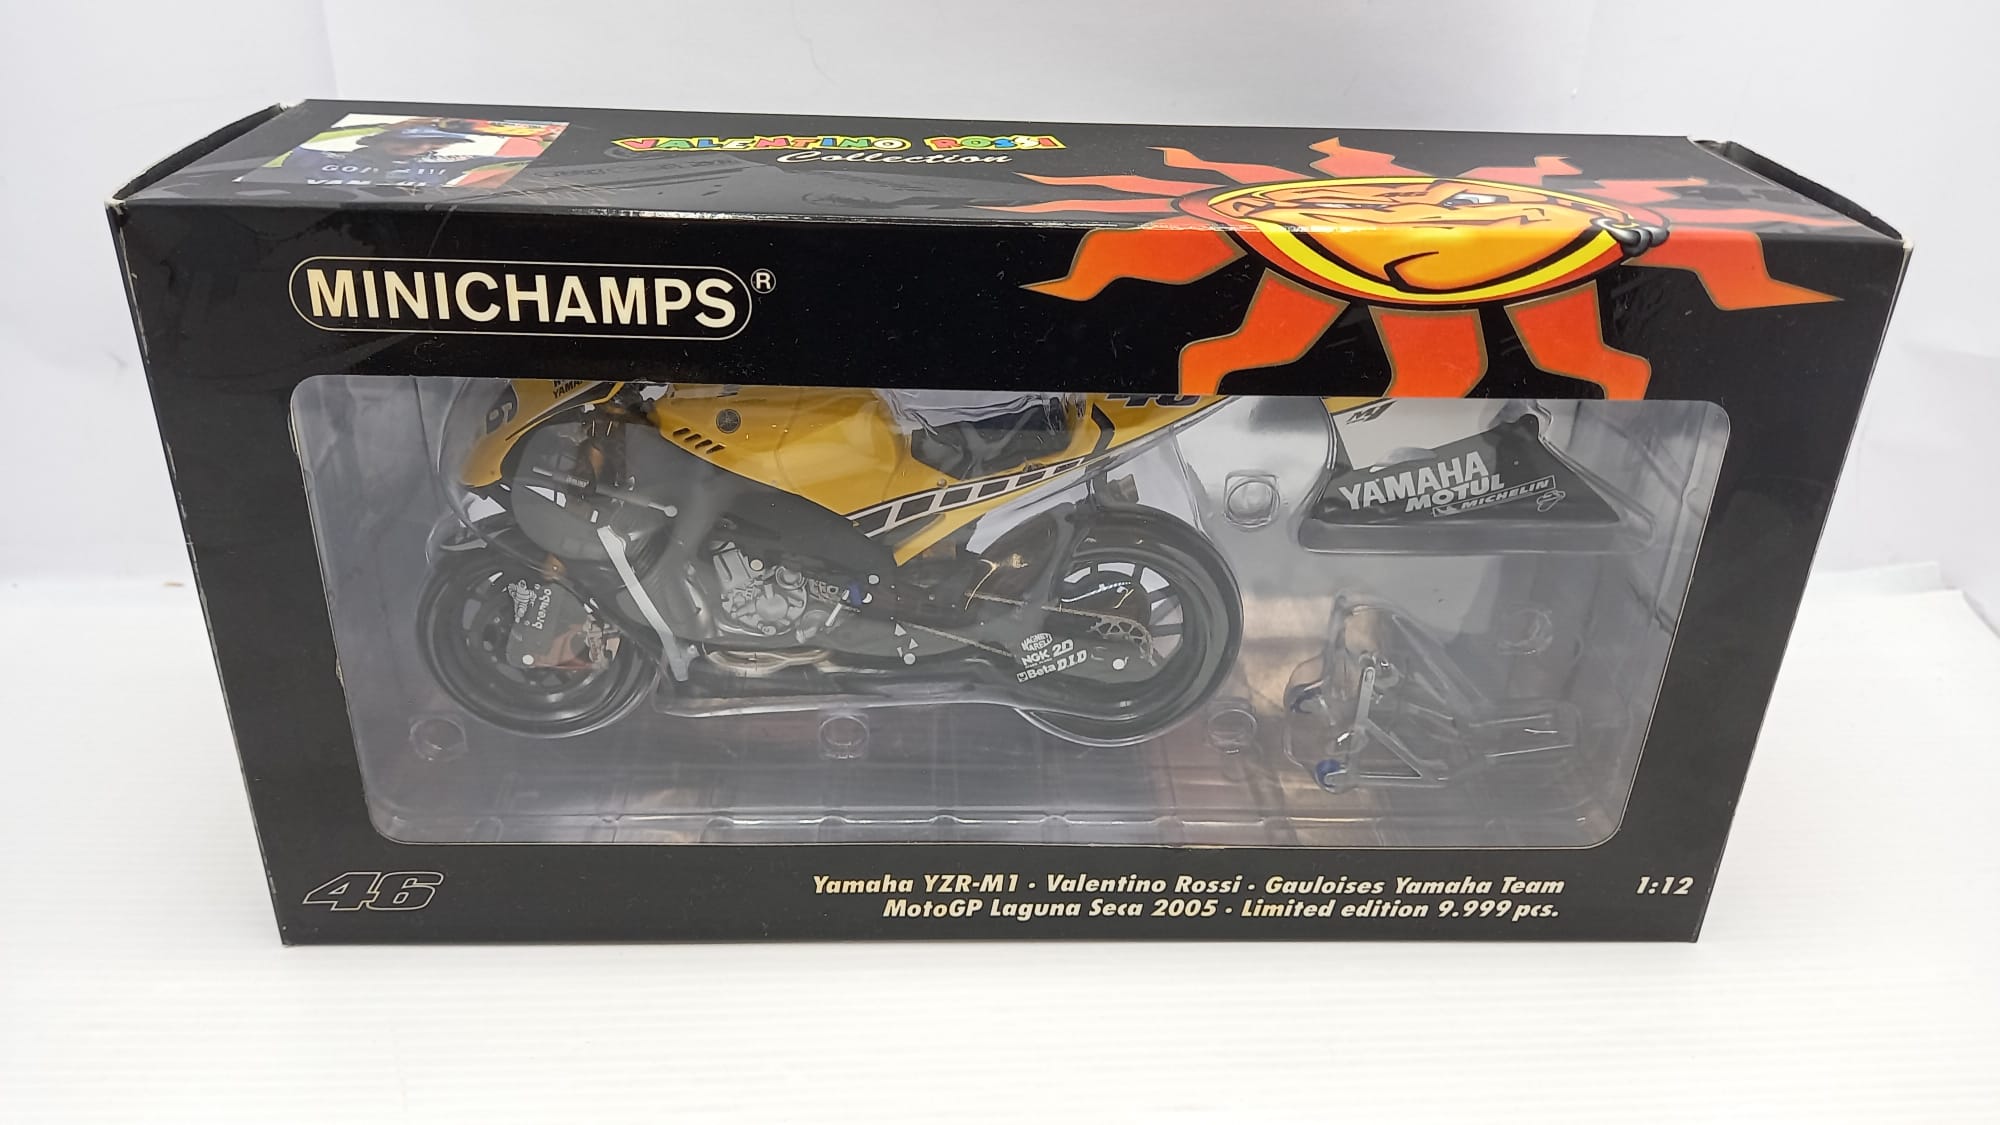 VALENTINO ROSSI
Collection
MINICHAMPS®
YAMAHA
MOTUL
MICHELIN
brembo
NGK 2D
Beta D.I.D
46
Yamaha YZR-M1 · Valentino Rossi · Gauloises Yamaha Team
1:12
MotoGP Laguna Seca 2005 · Limited edition 9.999 pcs.